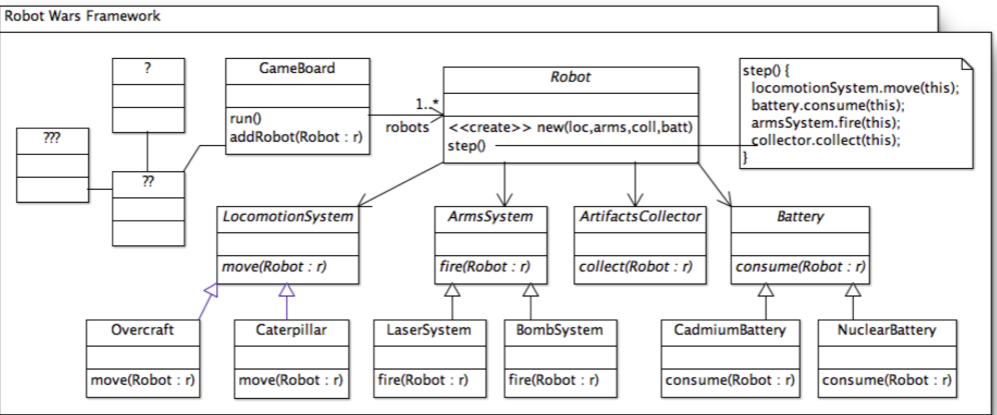 Robot Wars Framework
?
GameBoard
run()
addRobot(Robot : r)
1..*
robots
Robot
<<create>> new(loc,arms,coll,batt)
step()
step() {
locomotionSystem.move(this);
battery.consume(this);
armsSystem.fire(this);
collector.collect(this);
}
???
??
LocomotionSystem
move(Robot : r)
ArmsSystem
fire(Robot : r)
ArtifactsCollector
collect(Robot : r)
Battery
consume(Robot : r)
Overcraft
move(Robot : r)
Caterpillar
move(Robot : r)
LaserSystem
fire(Robot : r)
BombSystem
fire(Robot : r)
CadmiumBattery
consume(Robot : r)
NuclearBattery
consume(Robot : r)